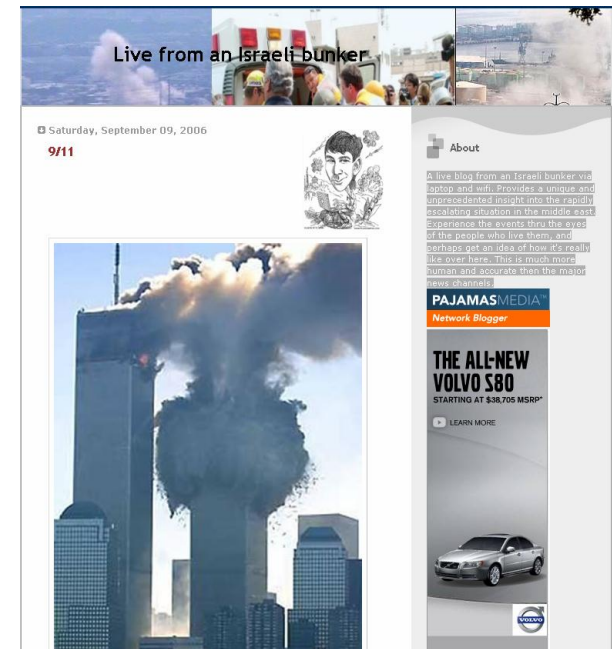 Live from an Israeli bunker
Saturday, September 09, 2006
9/11
About
A live blog from an Israeli bunker via
laptop and wifi. Provides a unique and
unprecedented insight into the rapidly
escalating situation in the middle east.
Experience the events thru the eyes
of the people who live them, and
perhaps get an idea of how it's really
like over here. This is much more
human and accurate then the major
news channels.
PAJAMASMEDIA™
Network Blogger
THE ALL-NEW
VOLVO S80
STARTING AT $38,705 MSRP*
LEARN MORE
VOLVO